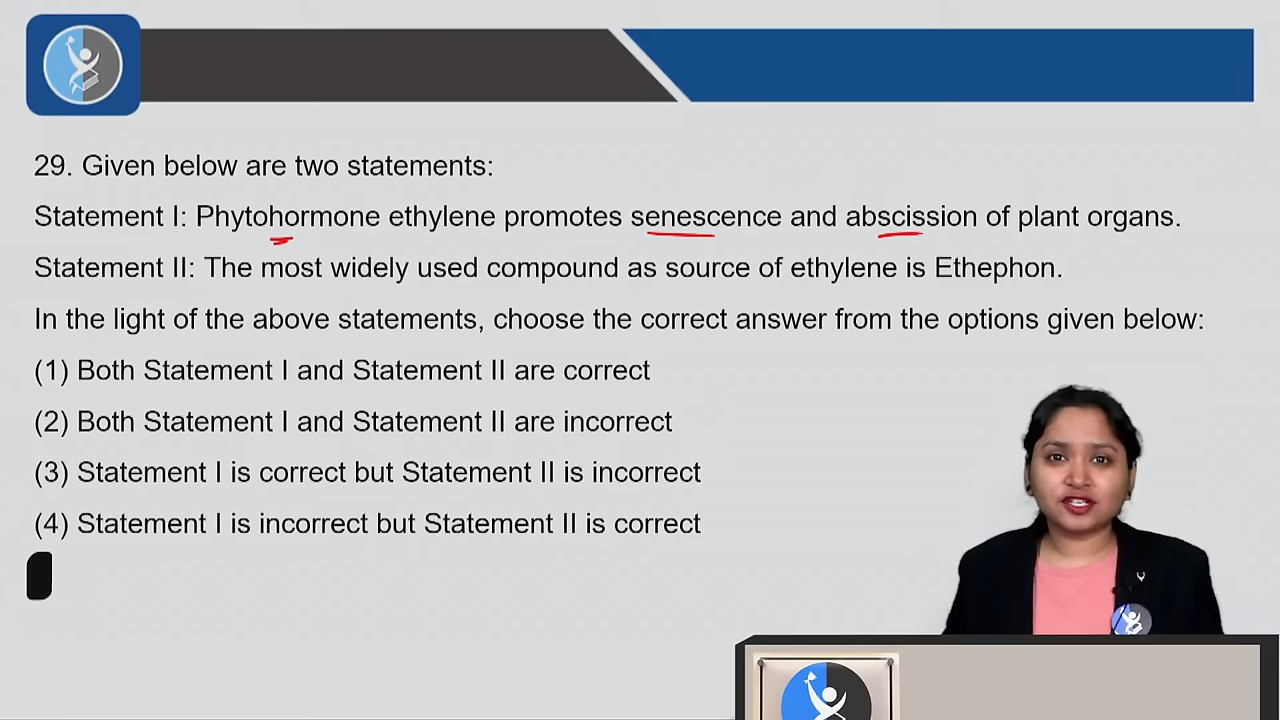 29. Given below are two statements:
Statement I: Phytohormone ethylene promotes senescence and abscission of plant organs.
Statement II: The most widely used compound as source of ethylene is Ethephon.
In the light of the above statements, choose the correct answer from the options given below:
(1) Both Statement I and Statement II are correct
(2) Both Statement I and Statement II are incorrect
(3) Statement I is correct but Statement II is incorrect
(4) Statement I is incorrect but Statement II is correct